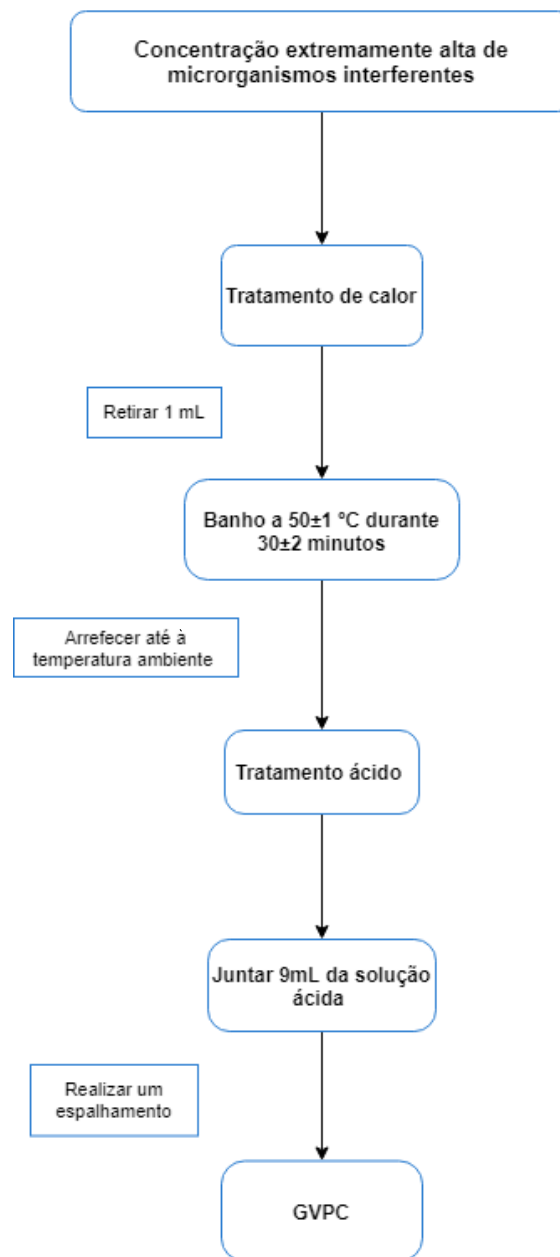 Concentração extremamente alta de
microrganismos interferentes
Tratamento de calor
Retirar 1 mL
Banho a 50±1 ºC durante
30±2 minutos
Arrefecer até à
temperatura ambiente
Tratamento ácido
Juntar 9mL da solução
ácida
Realizar um
espalhamento
GVPC